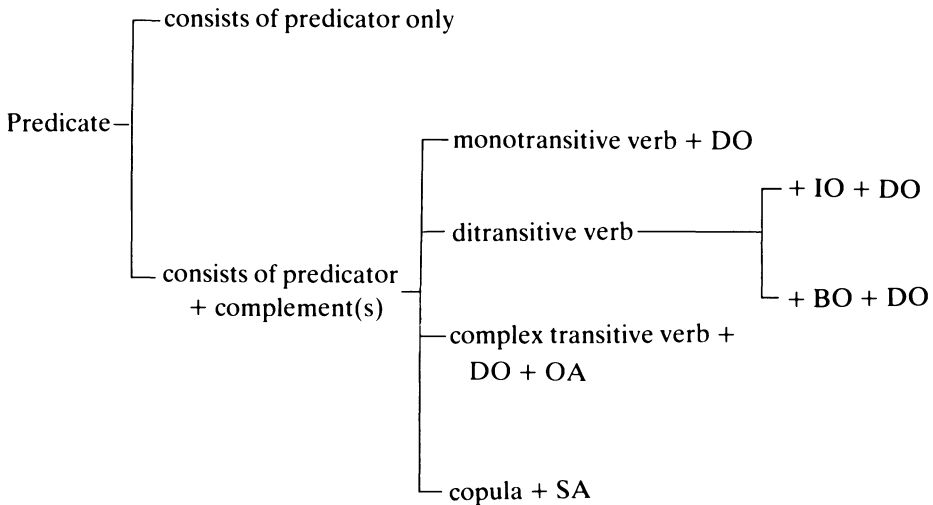 consists of predicator only
Predicate
monotransitive verb + DO
+ IO + DO
ditransitive verb
consists of predicator
+ complement(s)
+ BO + DO
complex transitive verb +
DO + OA
copula + SA